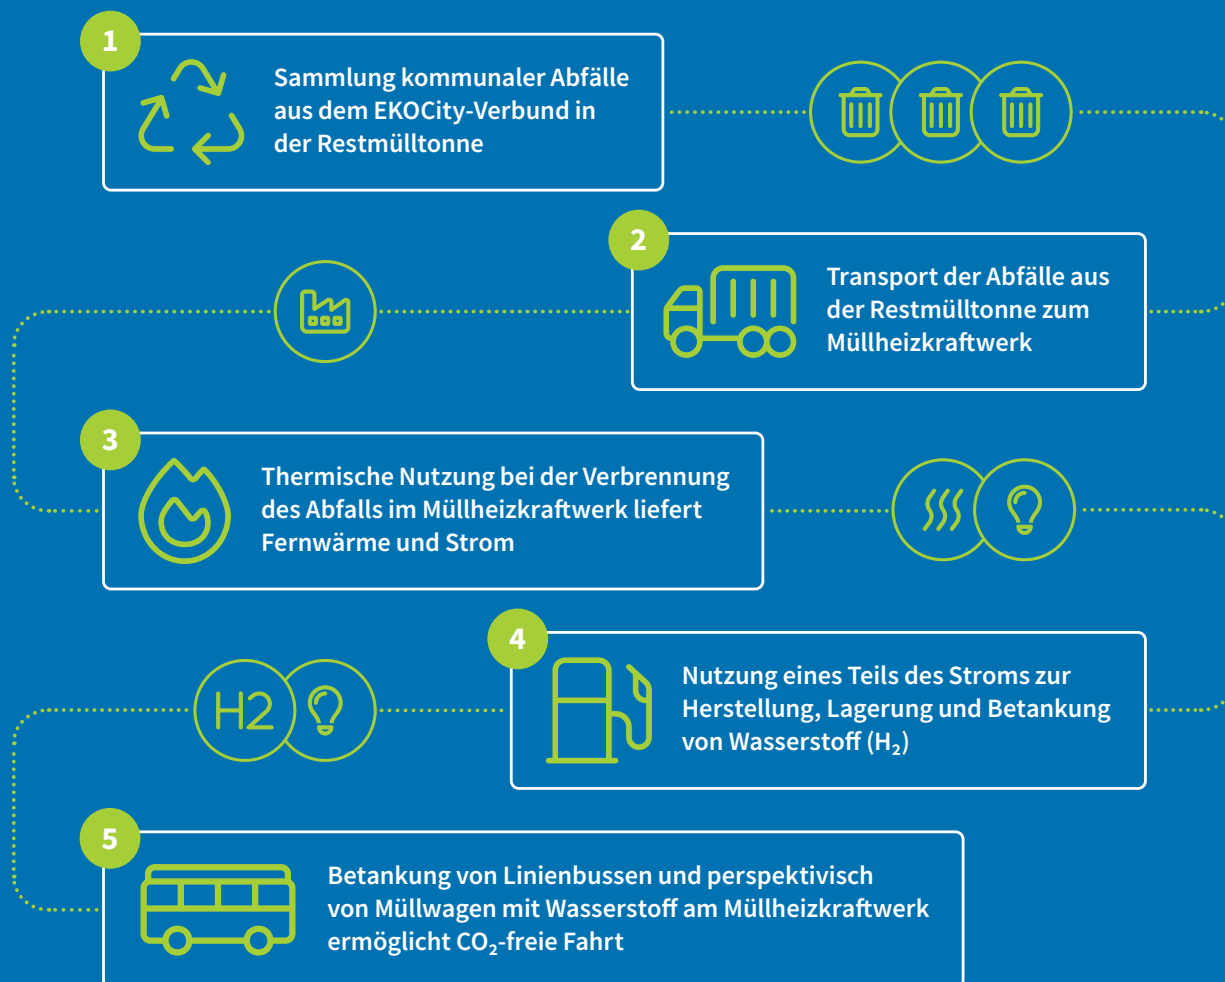 1
Sammlung kommunaler Abfälle
aus dem EKOCity-Verbund in
der Restmülltonne
2
Transport der Abfälle aus
der Restmülltonne zum
Müllheizkraftwerk
3
Thermische Nutzung bei der Verbrennung
des Abfalls im Müllheizkraftwerk liefert
Fernwärme und Strom
4
Nutzung eines Teils des Stroms zur
Herstellung, Lagerung und Betankung
von Wasserstoff (H₂)
H2
5
Betankung von Linienbussen und perspektivisch
von Müllwagen mit Wasserstoff am Müllheizkraftwerk
ermöglicht CO₂-freie Fahrt